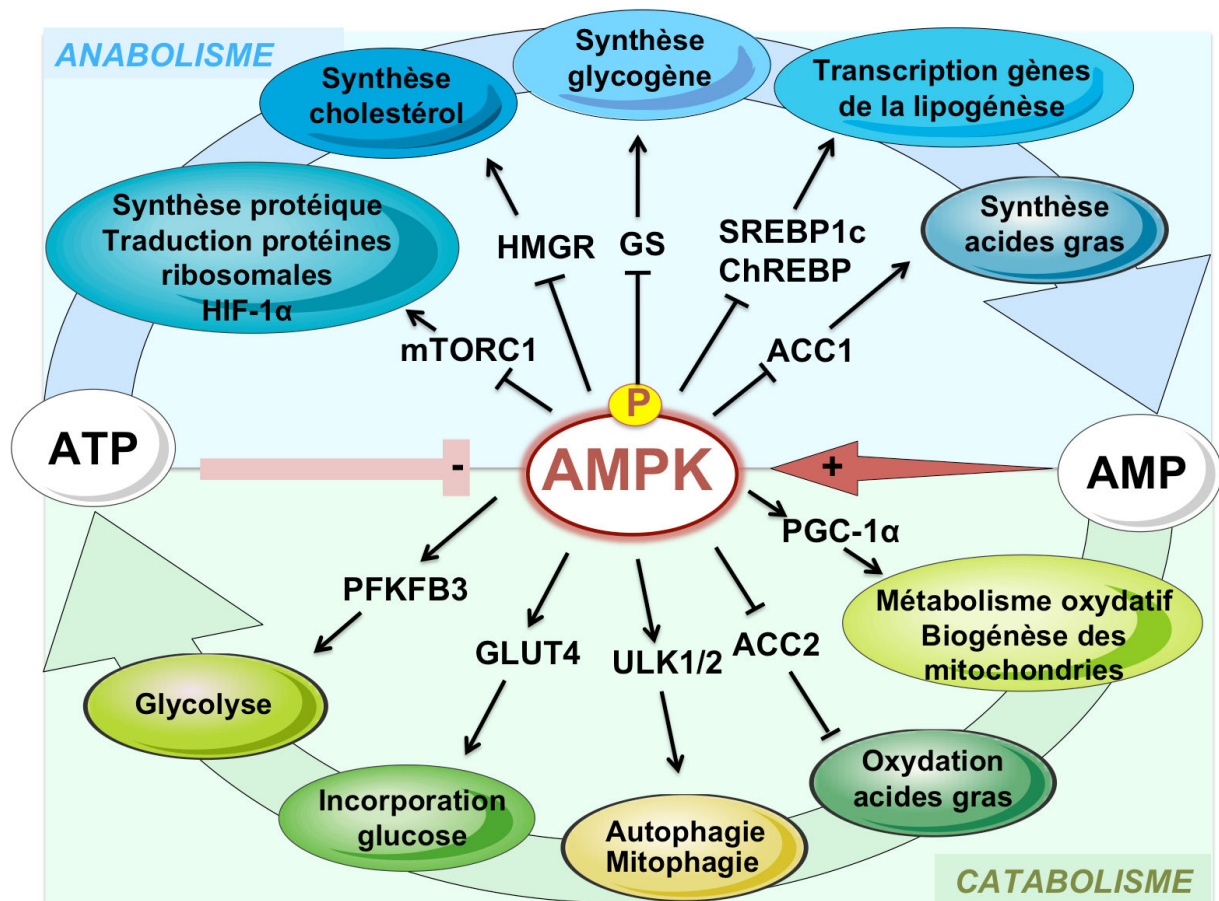 ANABOLISME
Synthèse
glycogène
Synthèse
cholestérol
Transcription gènes
de la lipogénèse
Synthèse protéique
Traduction protéines
ribosomales
HIF-1α
Synthèse
acides gras
HMGR
GS
SREBP1c
ChREBP
mTORC1
ACC1
P
ATP
-
AMPK
+
AMP
PGC-1α
PFKFB3
GLUT4
ULK1/2
ACC2
Métabolisme oxydatif
Biogénèse des
mitochondries
Glycolyse
Incorporation
glucose
Autophagie
Mitophagie
Oxydation
acides gras
CATABOLISME